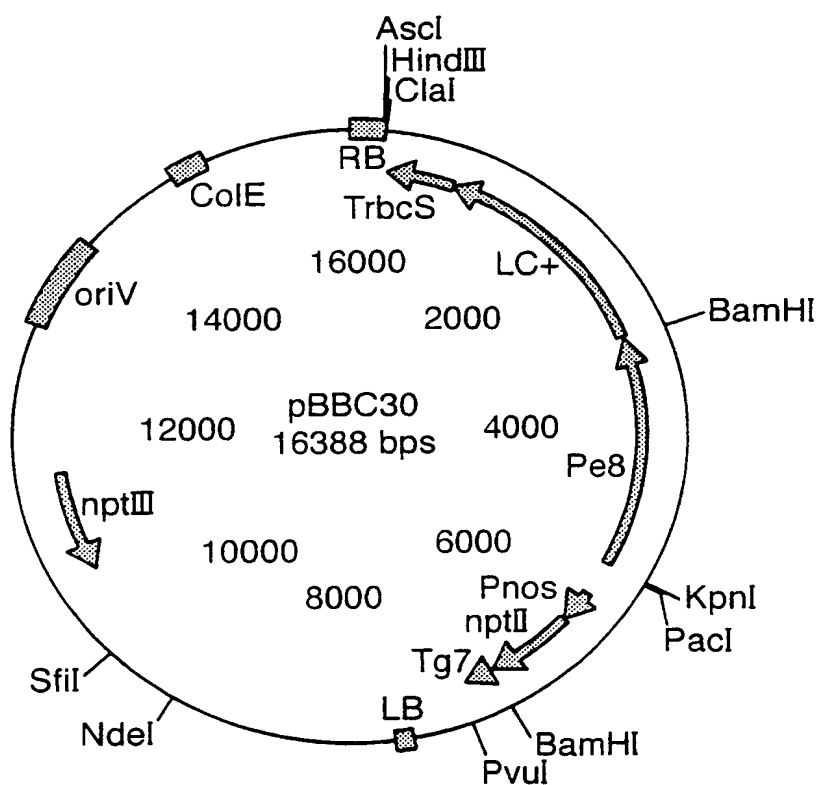 AscI
HindⅢ
ClaI
RB
ColE
TrbcS
LC+
16000
oriV
14000
2000
BamHI
pBBC30
12000
4000
16388 bps
Pe8
nptⅢ
10000
6000
8000
Pnos
KpnI
nptⅡ
PacI
Tg7
SfiI
LB
NdeI
BamHI
PvuI